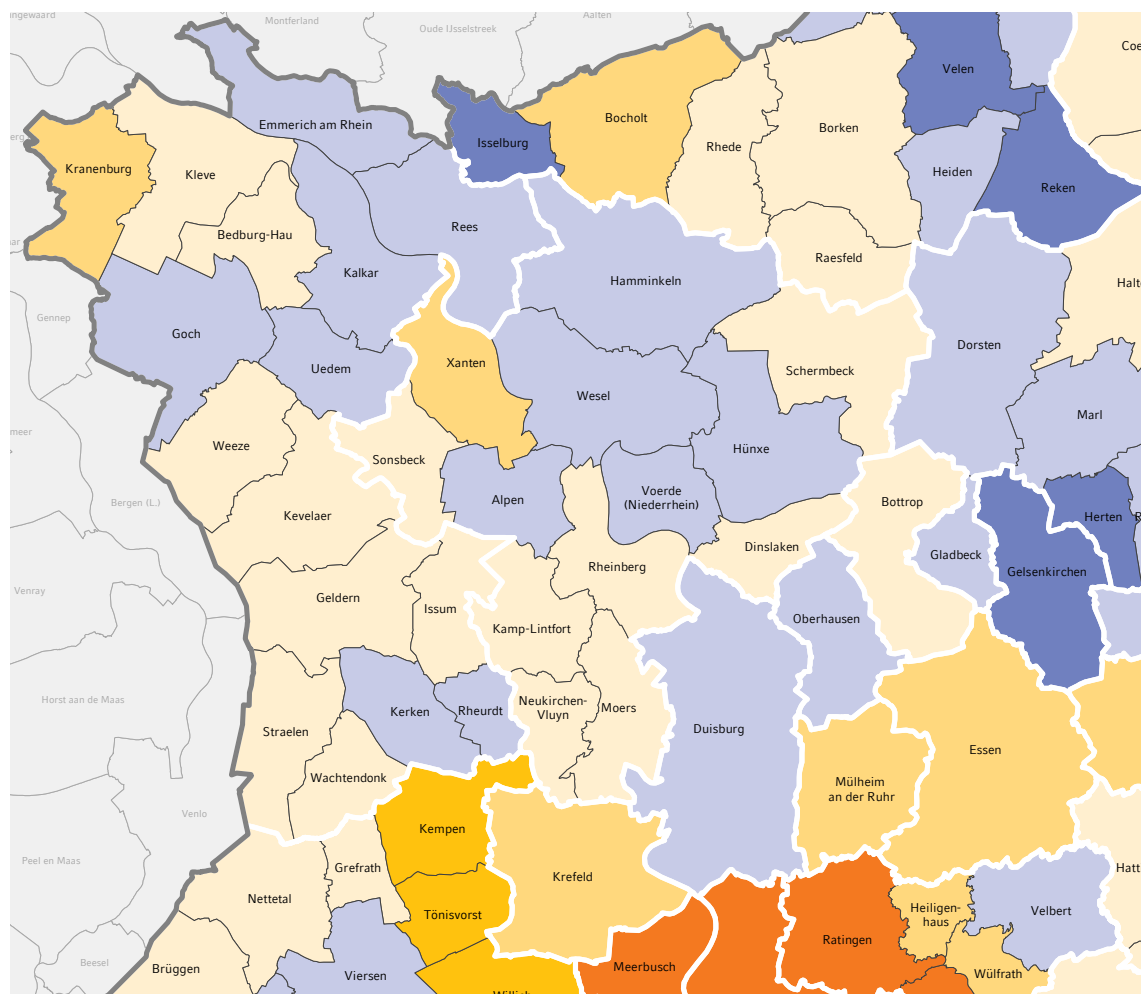 Montferland
Aalten
Oude IJsselstreek
Coe
Velen
Emmerich am Rhein
Bocholt
Borken
Isselburg
Rhede
Kranenburg
Kleve
Heiden
Reken
Rees
Bedburg-Hau
Raesfeld
Kalkar
Hamminkeln
Halte
Gennep
Goch
Dorsten
Xanten
Uedem
Schermbeck
Wesel
Marl
meer
Weeze
Sonsbeck
Hünxe
Voerde
(Niederrhein)
Alpen
Bergen (L.)
Bottrop
Kevelaer
Herten
R
Dinslaken
Gladbeck
Rheinberg
Gelsenkirchen
Venray
Geldern
Issum
Oberhausen
Kamp-Lintfort
Horst aan de Maas
Neukirchen-
Vluyn
Moers
Kerken
Rheurdt
Straelen
Duisburg
Essen
Wachtendonk
Mülheim
an der Ruhr
Venlo
Kempen
Peel en Maas
Grefrath
Krefeld
Hatt
Nettetal
Tönisvorst
Heiligen-
haus
Velbert
Ratingen
Beesel
Brüggen
Viersen
Meerbusch
Wülfrath
Willich